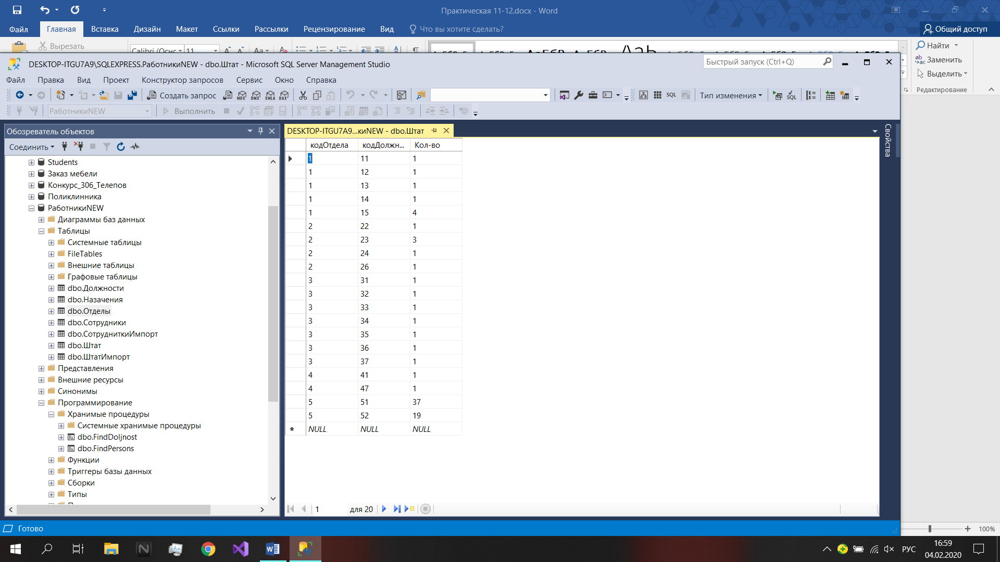 Практическая 11-12.docx - Word
Файл Главная Вставка Дизайн Макет Ссылки Рассылки Рецензирование Вид Что вы хотите сделать? Общий доступ
Вырезать
Calibri (Осно 11
Найти
Заменить
Выделить
Редактирование
DESKTOP-ITGU7A9\SQLEXPRESS.РаботникиNEW - dbo.Штат - Microsoft SQL Server Management Studio
Быстрый запуск (Ctrl+Q)
Файл Правка Вид Проект Конструктор запросов Сервис Окно Справка
Создать запрос MDX DMX XMLA DAX SQL Тип изменения SQL
РаботникиNEW Выполнить
Обозреватель объектов
Соединить
Students
Заказ мебели
Конкурс_306_Телепов
Поликлинника
РаботникиNEW
Диаграммы баз данных
Таблицы
Системные таблицы
FileTables
Внешние таблицы
Графовые таблицы
dbo.Должности
dbo.Назначения
dbo.Отделы
dbo.Сотрудники
dbo.СотрудниткиИмпорт
dbo.Штат
dbo.ШтатИмпорт
Представления
Внешние ресурсы
Синонимы
Программирование
Хранимые процедуры
Системные хранимые процедуры
dbo.FindDoljnost
dbo.FindPersons
Функции
Триггеры базы данных
Сборки
Типы
DESKTOP-ITGU7A9...киNEW - dbo.Штат
Свойства
кодОтдела кодДолжн... Кол-во
1 11 1
1 12 1
1 13 1
1 14 1
1 15 4
2 22 1
2 23 3
2 24 1
2 26 1
3 31 1
3 32 1
3 33 1
3 34 1
3 35 1
3 36 1
3 37 1
4 41 1
4 47 1
5 51 37
5 52 19
NULL NULL NULL
1 для 20
Готово
100%
РУС
16:59
04.02.2020